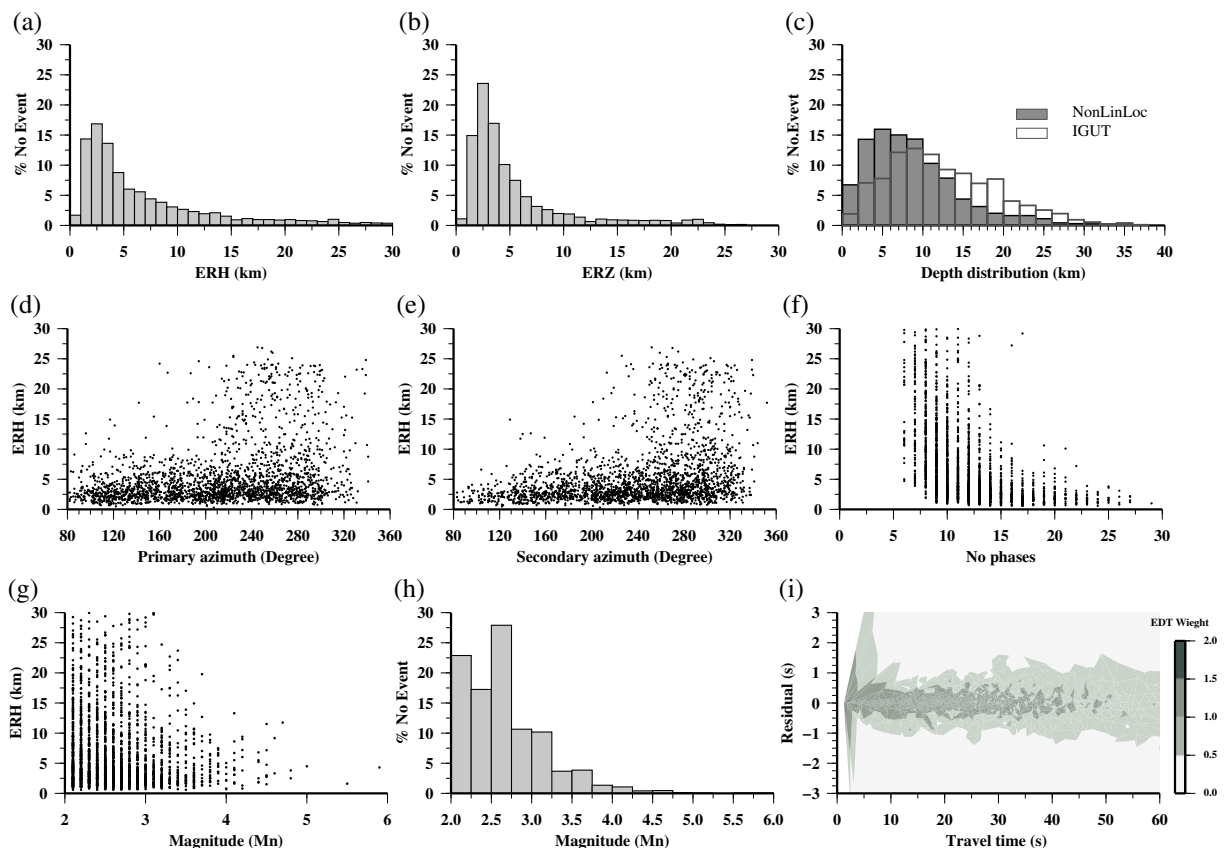 (a)
30
25
20
15
10
5
0
% No Event
0 5 10 15 20 25 30
ERH (km)
(b)
30
25
20
15
10
5
0
% No Event
0 5 10 15 20 25 30
ERZ (km)
(c)
30
25
20
15
10
5
0
% No.Evevt
NonLinLoc
IGUT
0 5 10 15 20 25 30 35 40
Depth distribution (km)
(d)
30
25
20
15
10
5
0
ERH (km)
80 120 160 200 240 280 320 360
Primary azimuth (Degree)
(e)
30
25
20
15
10
5
0
ERH (km)
80 120 160 200 240 280 320 360
Secondary azimuth (Degree)
(f)
30
25
20
15
10
5
0
ERH (km)
0 5 10 15 20 25 30
No phases
(g)
30
25
20
15
10
5
0
ERH (km)
2 3 4 5 6
Magnitude (Mn)
(h)
30
25
20
15
10
5
0
% No Event
2.0 2.5 3.0 3.5 4.0 4.5 5.0 5.5 6.0
Magnitude (Mn)
(i)
3
2
1
0
−1
−2
−3
Residual (s)
0 10 20 30 40 50 60
Travel time (s)
EDT Wieght
2.0
1.5
1.0
0.5
0.0